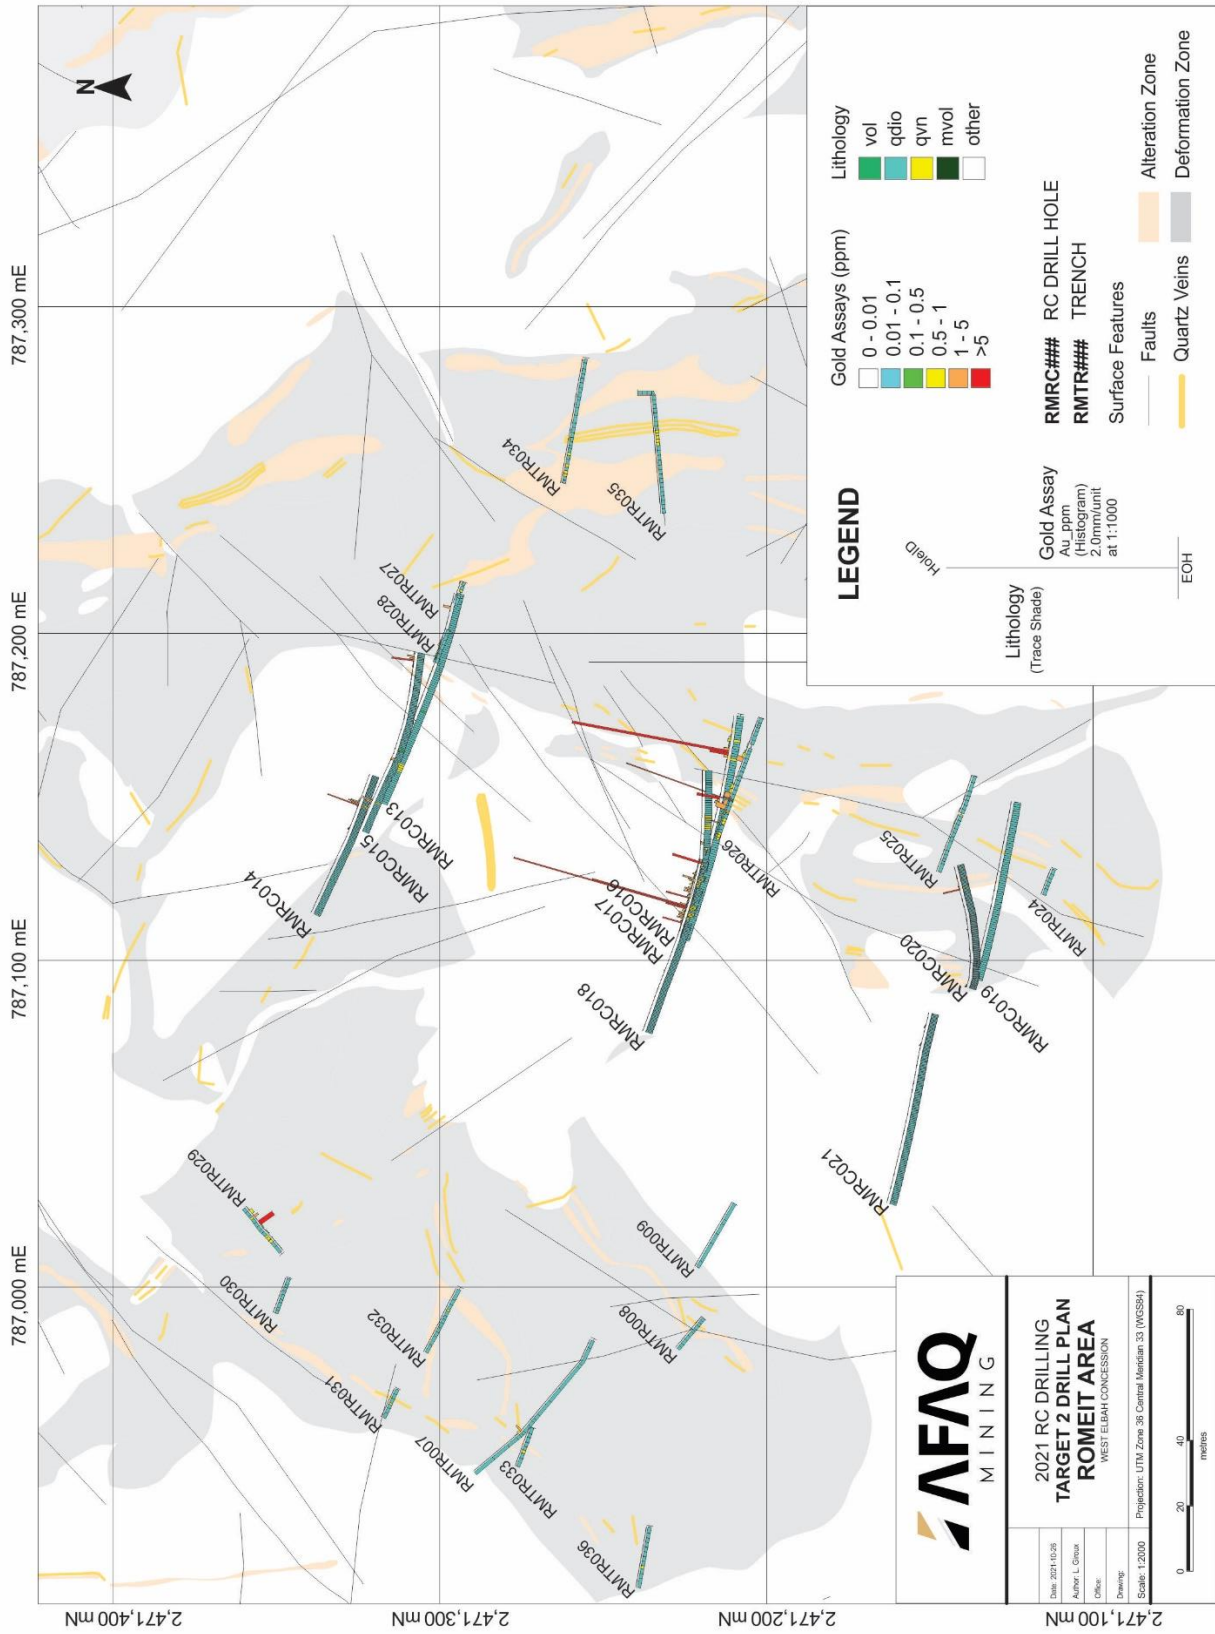 787,300 mE
787,200 mE
787,100 mE
787,000 mE
2,471,400 mN
2,471,300 mN
2,471,200 mN
2,471,100 mN
N
RMTR034
RMTR035
RMTR027
RMTR028
RMRC013
RMRC015
RMRC014
RMTR026
RMRC016
RMRC017
RMRC018
RMTR025
RMTR024
RMRC020
RMRC019
RMRC021
RMTR029
RMTR030
RMTR032
RMTR031
RMTR007
RMTR033
RMTR036
RMTR008
RMTR009
LEGEND
HoleID
Lithology
(Trace Shade)
Gold Assay
Au_ppm
(Histogram)
2.0mm/unit
at 1:1000
EOH
Gold Assays (ppm)
0 - 0.01
0.01 - 0.1
0.1 - 0.5
0.5 - 1
1 - 5
>5
Lithology
vol
qdio
qvn
mvol
other
RMRC### RC DRILL HOLE
RMTR### TRENCH
Surface Features
Faults
Quartz Veins
Alteration Zone
Deformation Zone
AFAQ
MINING
2021 RC DRILLING
TARGET 2 DRILL PLAN
ROMEIT AREA
WEST ELBAH CONCESSION
Date: 2021-10-26
Author: L. Giroux
Office:
Drawing:
Scale: 1:2000
Projection: UTM Zone 36 Central Meridian 33 (WGS84)
0 20 40 80
metres